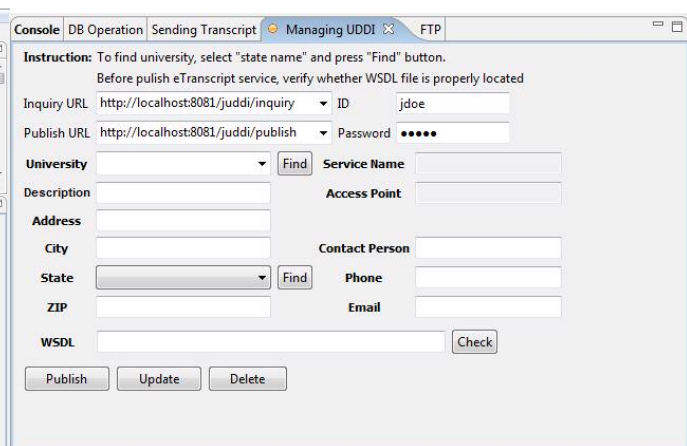 Console DB Operation Sending Transcript Managing UDDI FTP
Instruction: To find university, select "state name" and press "Find" button.
Before pulish eTranscript service, verify whether WSDL file is properly located
Inquiry URL http://localhost:8081/juddi/inquiry ID jdoe
Publish URL http://localhost:8081/juddi/publish Password •••••
University Find Service Name
Description Access Point
Address
City Contact Person
State Find Phone
ZIP Email
WSDL Check
Publish Update Delete